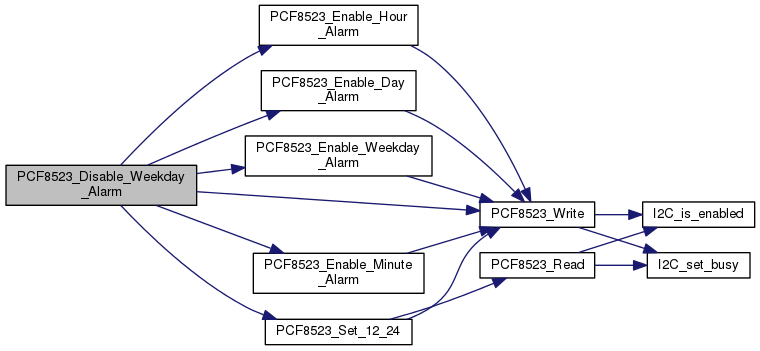 PCF8523_Enable_Hour
_Alarm
PCF8523_Enable_Day
_Alarm
PCF8523_Enable_Weekday
_Alarm
PCF8523_Disable_Weekday
_Alarm
PCF8523_Write
I2C_is_enabled
PCF8523_Enable_Minute
_Alarm
PCF8523_Read
I2C_set_busy
PCF8523_Set_12_24